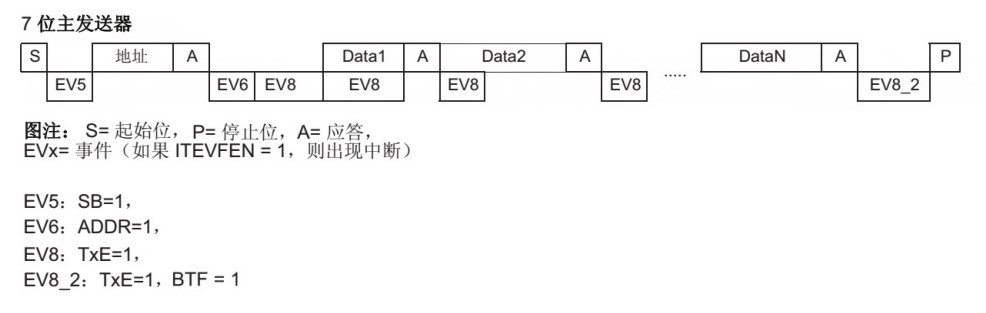 7 位主发送器
S 地址 A Data1 A Data2 A ..... DataN A P
EV5 EV6 EV8 EV8 EV8 EV8 EV8_2
图注： S= 起始位，P= 停止位，A= 应答，
EVx= 事件（如果 ITEVFEN = 1，则出现中断）
EV5：SB=1，
EV6：ADDR=1，
EV8：TxE=1，
EV8_2：TxE=1，BTF = 1